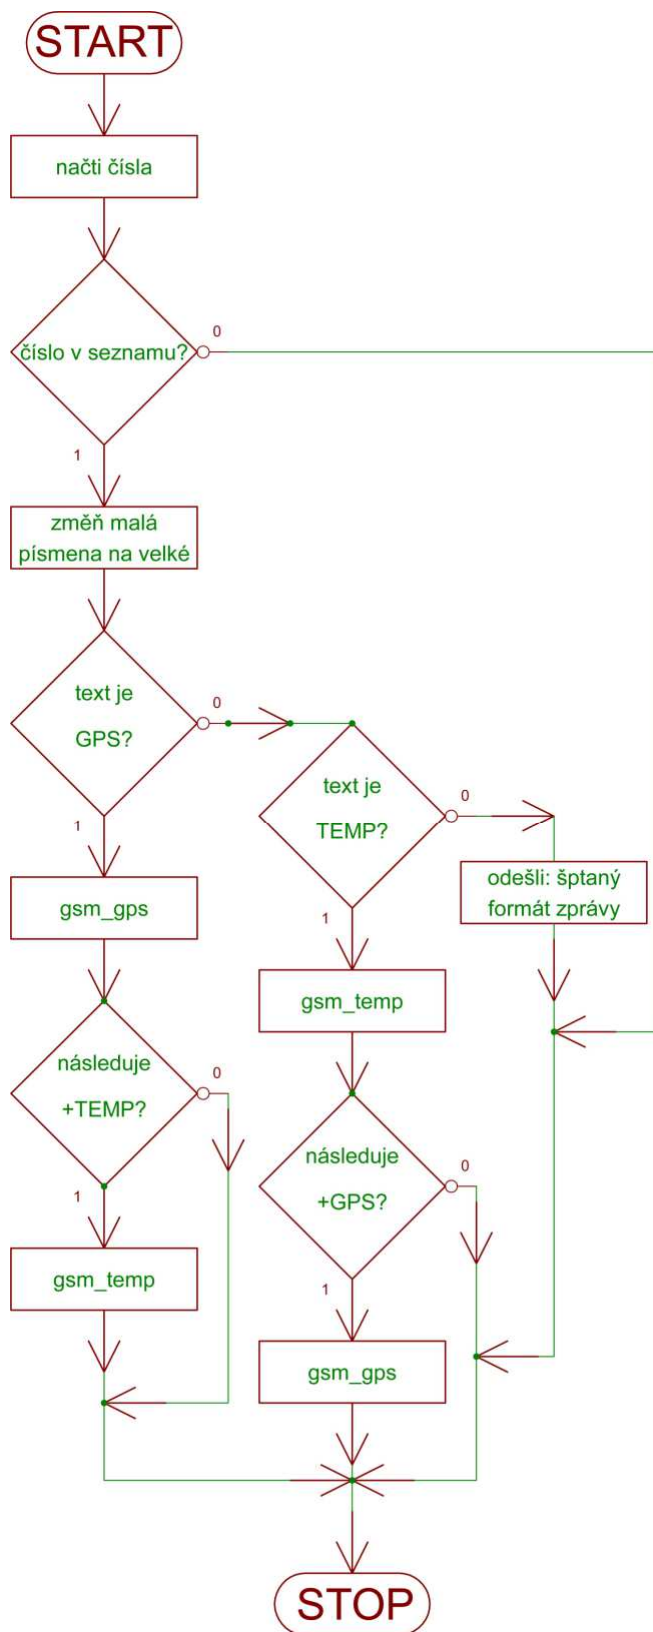 START
načti čísla
číslo v seznamu?
0
1
změň malá
písmena na velké
text je
GPS?
0
1
text je
TEMP?
0
1
odešli: šptaný
formát zprávy
gsm_gps
gsm_temp
následuje
+TEMP?
0
1
následuje
+GPS?
0
1
gsm_temp
gsm_gps
STOP